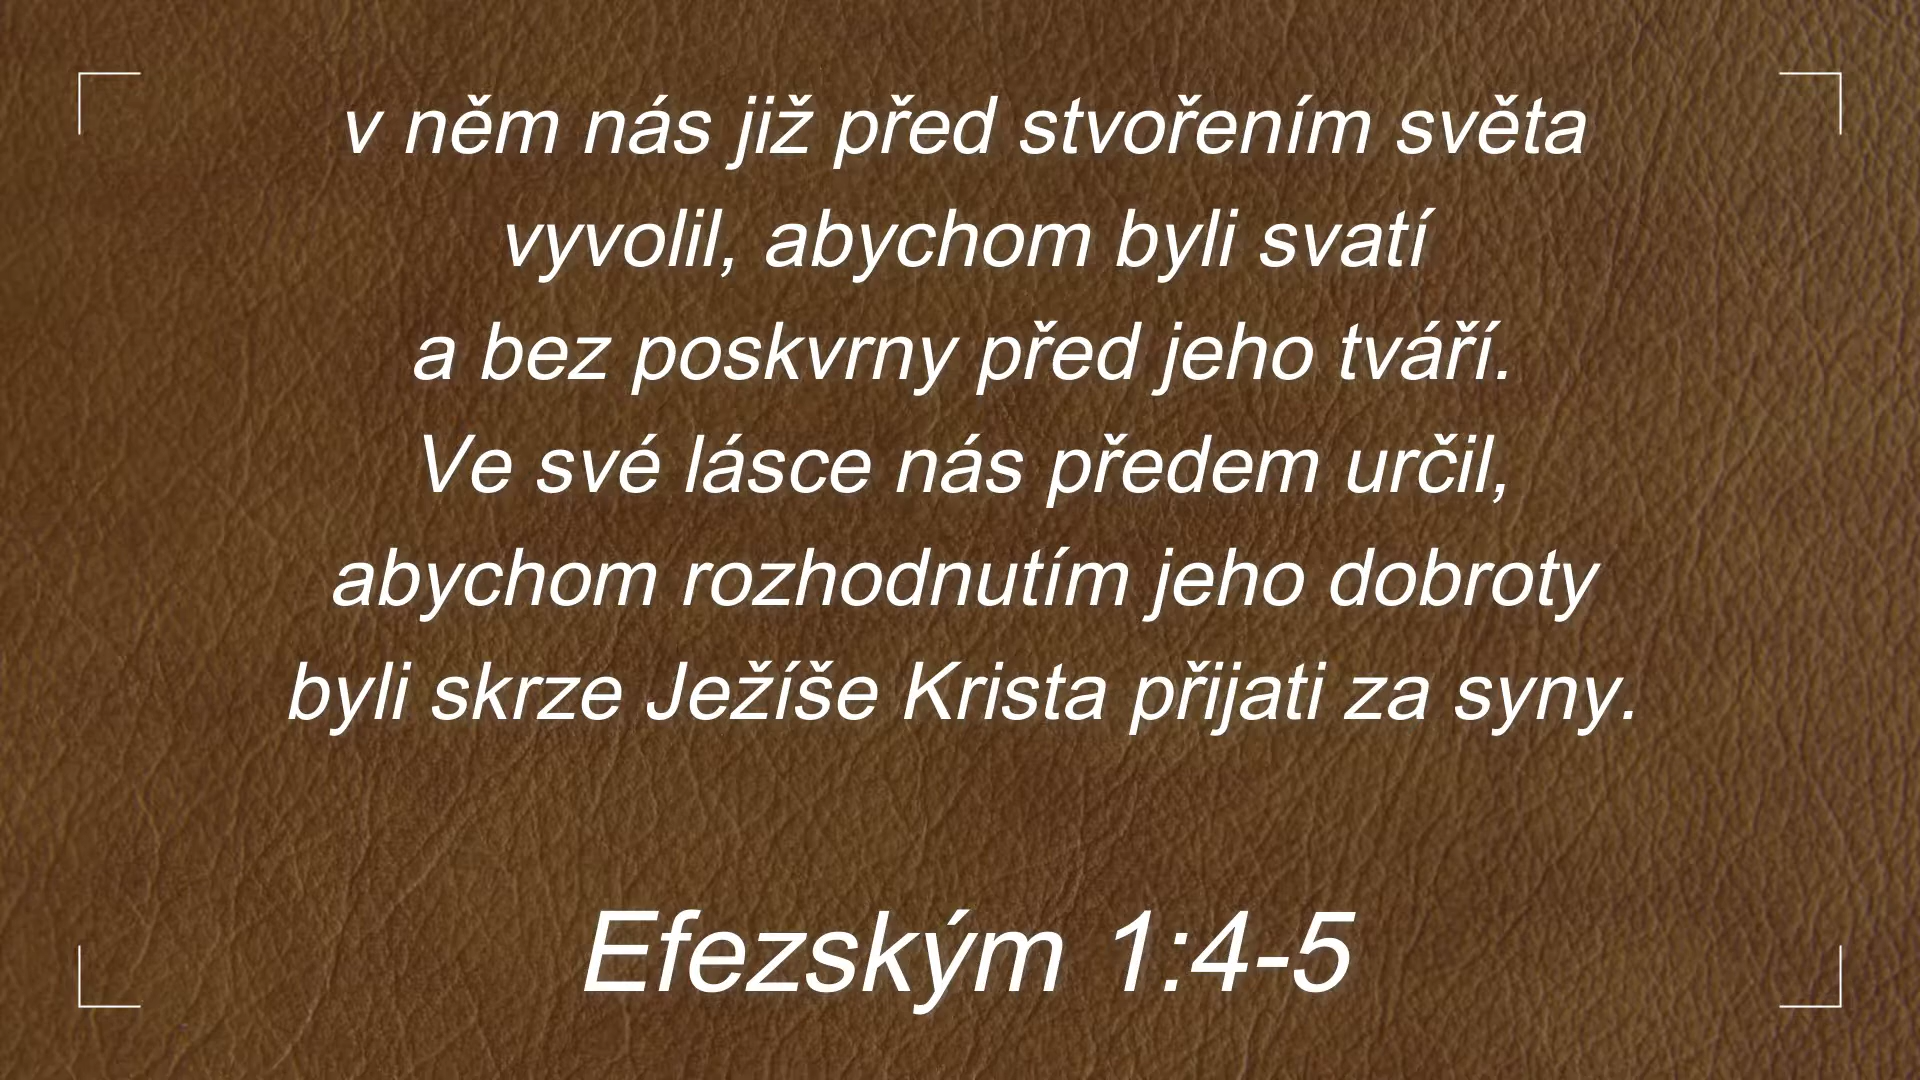 v něm nás již před stvořením světa
vyvolil, abychom byli svatí
a bez poskvrny před jeho tváří.
Ve své lásce nás předem určil,
abychom rozhodnutím jeho dobroty
byli skrze Ježíše Krista přijati za syny.
Efezským 1:4-5